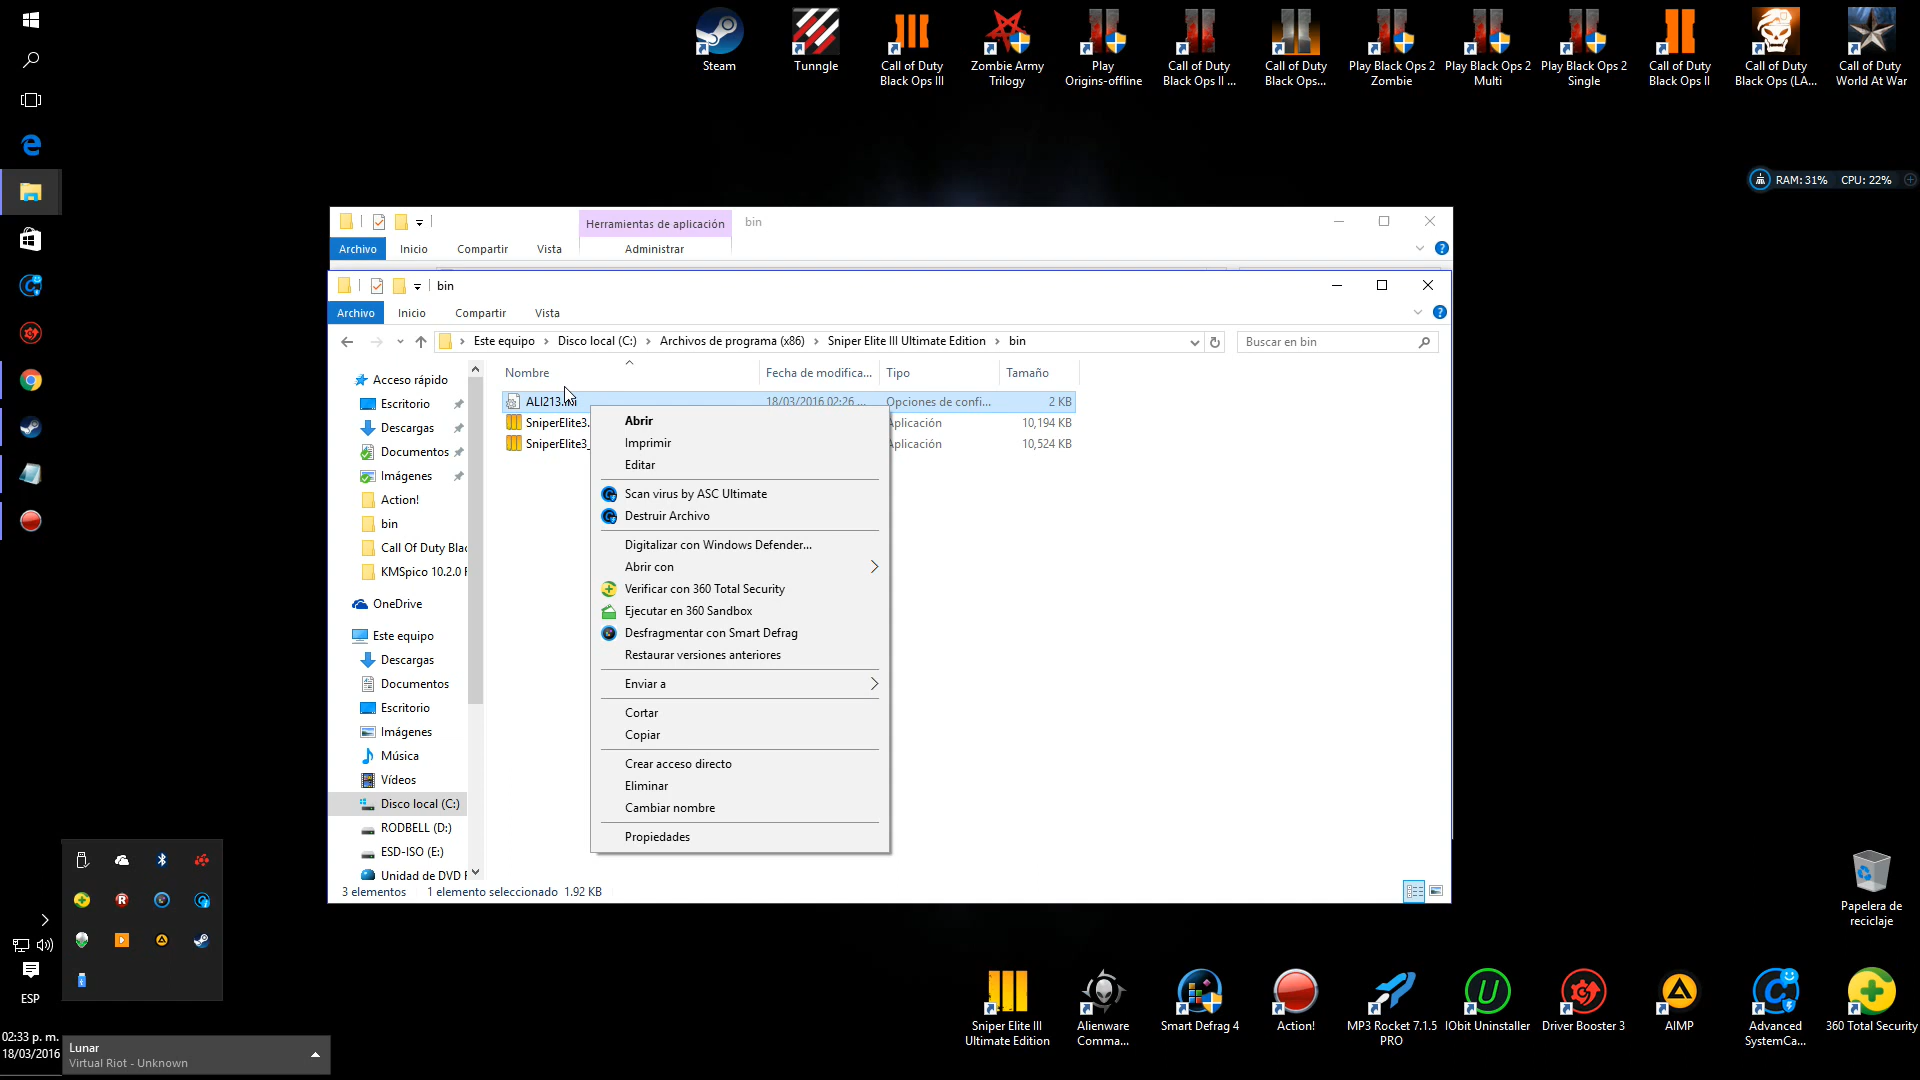 Steam
Tunngle
Call of Duty
Black Ops III
Zombie Army
Trilogy
Play
Origins-offline
Call of Duty
Black Ops II ...
Call of Duty
Black Ops...
Play Black Ops 2
Zombie
Play Black Ops 2
Multi
Play Black Ops 2
Single
Call of Duty
Black Ops II
Call of Duty
Black Ops (LA...
Call of Duty
World At War
RAM: 31% CPU: 22%
Herramientas de aplicación
bin
Archivo
Inicio
Compartir
Vista
Administrar
bin
Archivo
Inicio
Compartir
Vista
Este equipo
Disco local (C:)
Archivos de programa (x86)
Sniper Elite III Ultimate Edition
bin
Buscar en bin
Nombre
Fecha de modifica...
Tipo
Tamaño
ALI213.ini
18/03/2016 02:26 ...
Opciones de confi...
2 KB
SniperElite3.
Aplicación
10,194 KB
SniperElite3_
Aplicación
10,524 KB
Acceso rápido
Escritorio
Descargas
Documentos
Imágenes
Action!
bin
Call Of Duty Blac
KMSpico 10.2.0
OneDrive
Este equipo
Descargas
Documentos
Escritorio
Imágenes
Música
Vídeos
Disco local (C:)
RODBELL (D:)
ESD-ISO (E:)
Unidad de DVD
Abrir
Imprimir
Editar
Scan virus by ASC Ultimate
Destruir Archivo
Digitalizar con Windows Defender...
Abrir con
Verificar con 360 Total Security
Ejecutar en 360 Sandbox
Desfragmentar con Smart Defrag
Restaurar versiones anteriores
Enviar a
Cortar
Copiar
Crear acceso directo
Eliminar
Cambiar nombre
Propiedades
3 elementos
1 elemento seleccionado 1.92 KB
Papelera de
reciclaje
Sniper Elite III
Ultimate Edition
Alienware
Comma...
Smart Defrag 4
Action!
MP3 Rocket 7.1.5
PRO
IObit Uninstaller
Driver Booster 3
AIMP
Advanced
SystemCa...
360 Total Security
ESP
02:33 p. m.
18/03/2016
Lunar
Virtual Riot - Unknown